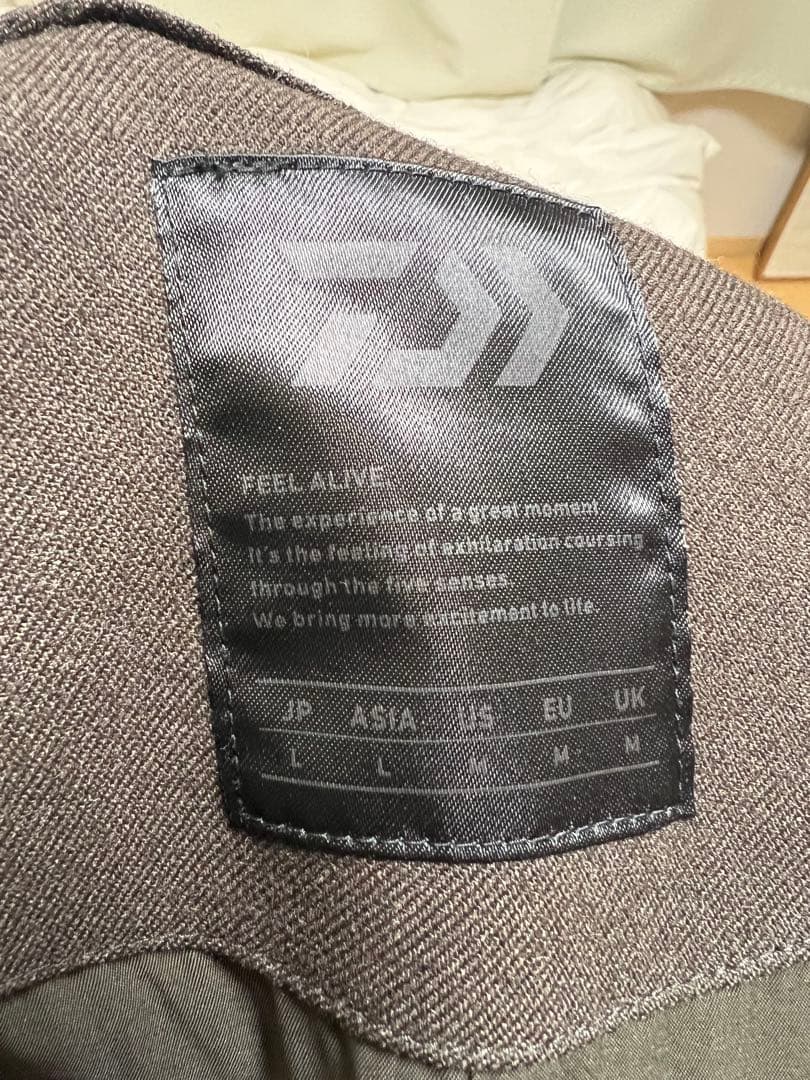 FEEL ALIVE
The experience of a great moment
It's the feeling of exhilaration coursing
through the five senses.
We bring more excitement to life.
JP ASIA US EU UK
L L M M M